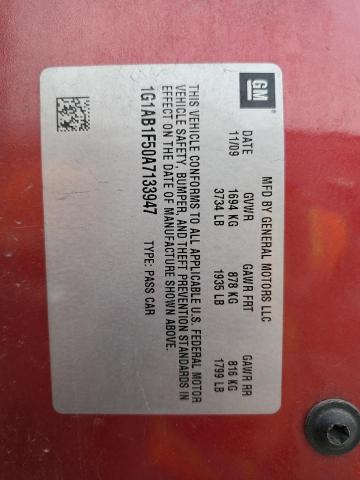 GM
MFD BY GENERAL MOTORS LLC
DATE GVWR GAWR FRT GAWR RR
11/09 1694 KG 878 KG 816 KG
3734 LB 1935 LB 1799 LB
THIS VEHICLE CONFORMS TO ALL APPLICABLE U.S. FEDERAL MOTOR
VEHICLE SAFETY, BUMPER, AND THEFT PREVENTION STANDARDS IN
EFFECT ON THE DATE OF MANUFACTURE SHOWN ABOVE.
1G1AB1F50A7133947 TYPE: PASS CAR